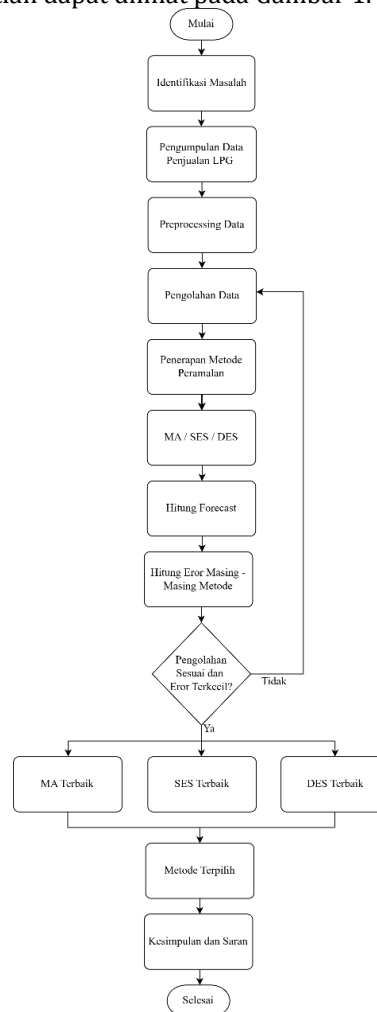 dapat dilihat pada Gambar 1.
Mulai
Identifikasi Masalah
Pengumpulan Data
Penjualan LPG
Preprocessing Data
Pengolahan Data
Penerapan Metode
Peramalan
MA / SES / DES
Hitung Forecast
Hitung Eror Masing -
Masing Metode
Pengolahan
Sesuai dan
Eror Terkecil?
Tidak
Ya
MA Terbaik
SES Terbaik
DES Terbaik
Metode Terpilih
Kesimpulan dan Saran
Selesai